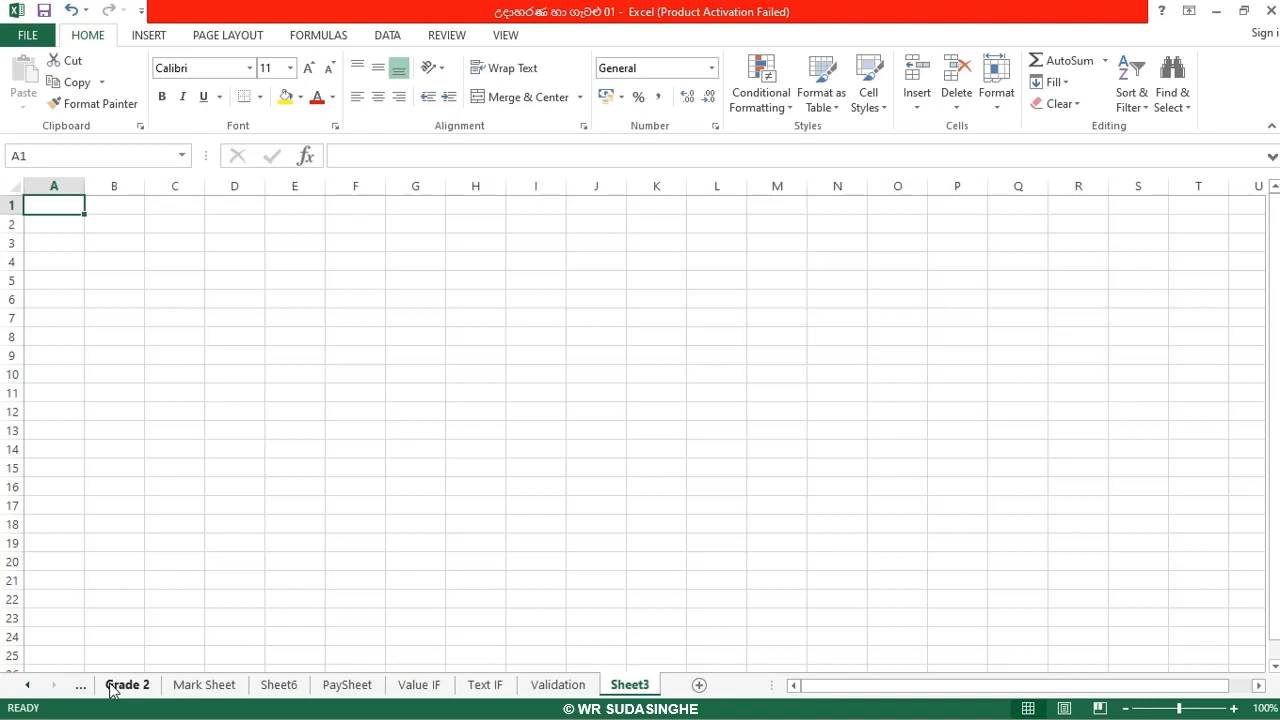 උදාහරණ හා ගැටළු 01 - Excel (Product Activation Failed)
?
FILE HOME INSERT PAGE LAYOUT FORMULAS DATA REVIEW VIEW Sign i
Cut
Copy
Format Painter
Paste
Clipboard
Calibri 11
B I U
Font
Wrap Text
Merge & Center
Alignment
General
%
Number
Conditional Formatting
Format as Table
Cell Styles
Styles
Insert Delete Format
Cells
AutoSum
Fill
Clear
Sort & Filter
Find & Select
Editing
A1 fx
A B C D E F G H I J K L M N O P Q R S T U
1
2
3
4
5
6
7
8
9
10
11
12
13
14
15
16
17
18
19
20
21
22
23
24
25
... Grade 2 Mark Sheet Sheet6 PaySheet Value IF Text IF Validation Sheet3
READY © WR SUDASINGHE 100%